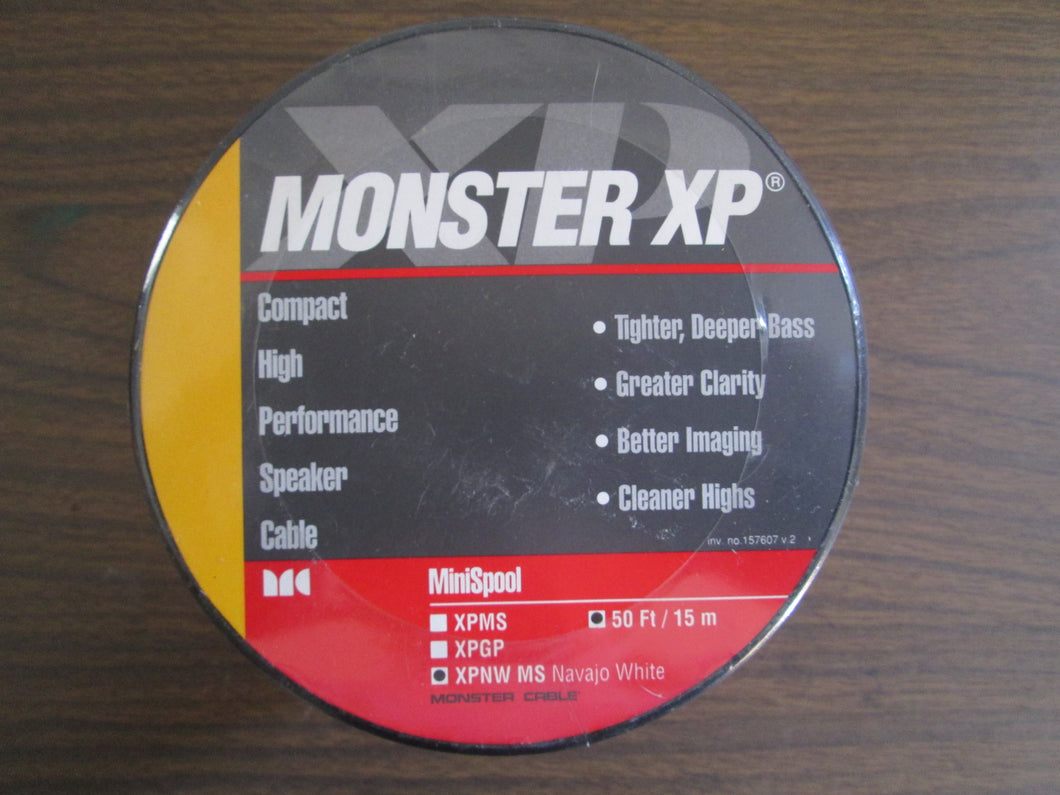 XP
MONSTER XP®
Compact
High
Performance
Speaker
Cable
• Tighter, Deeper Bass
• Greater Clarity
• Better Imaging
• Cleaner Highs
inv. no.157607 v.2
MiniSpool
XPMS
XPGP
XPNW MS Navajo White
50 Ft / 15 m
MONSTER CABLE®